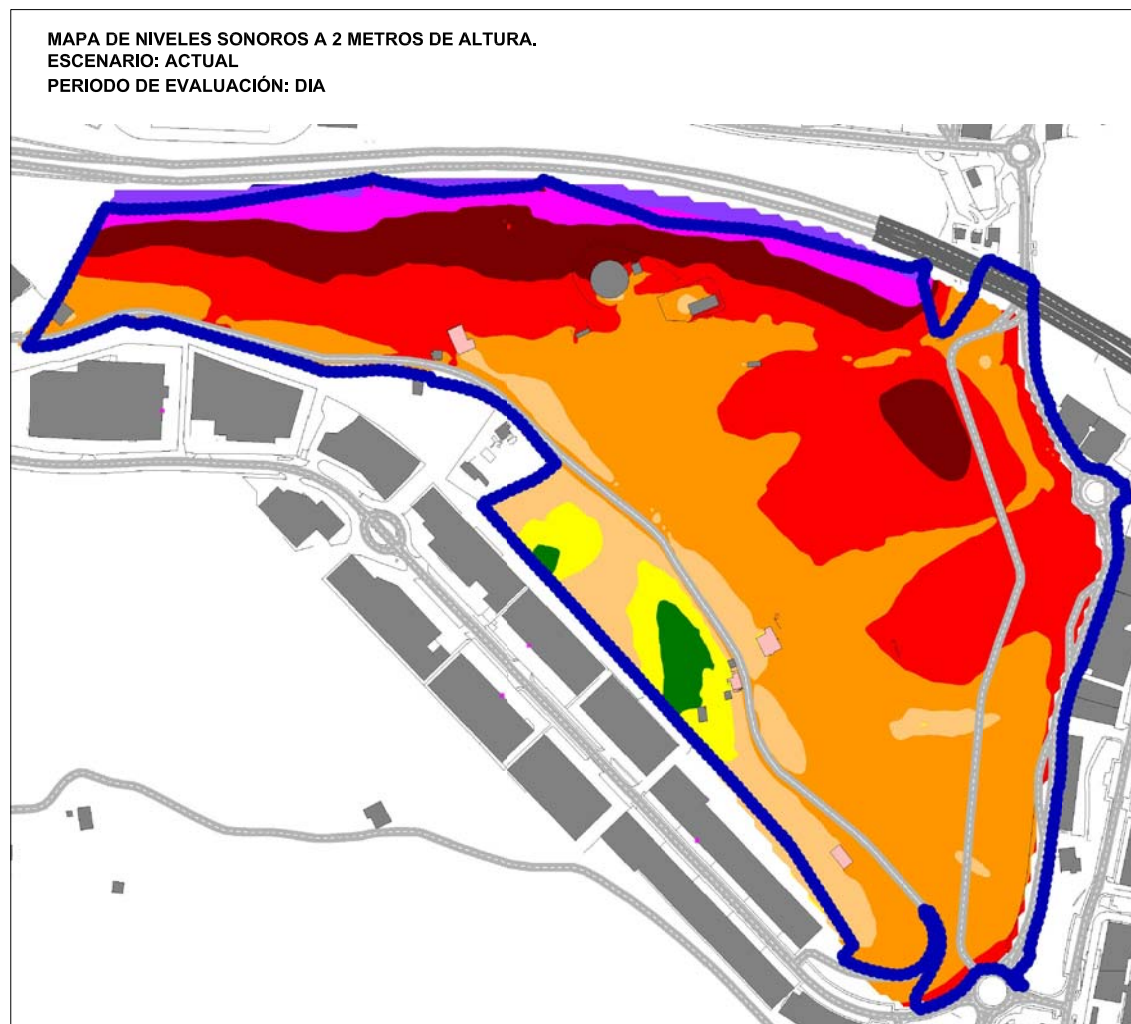 MAPA DE NIVELES SONOROS A 2 METROS DE ALTURA.
ESCENARIO: ACTUAL
PERIODO DE EVALUACIÓN: DIA